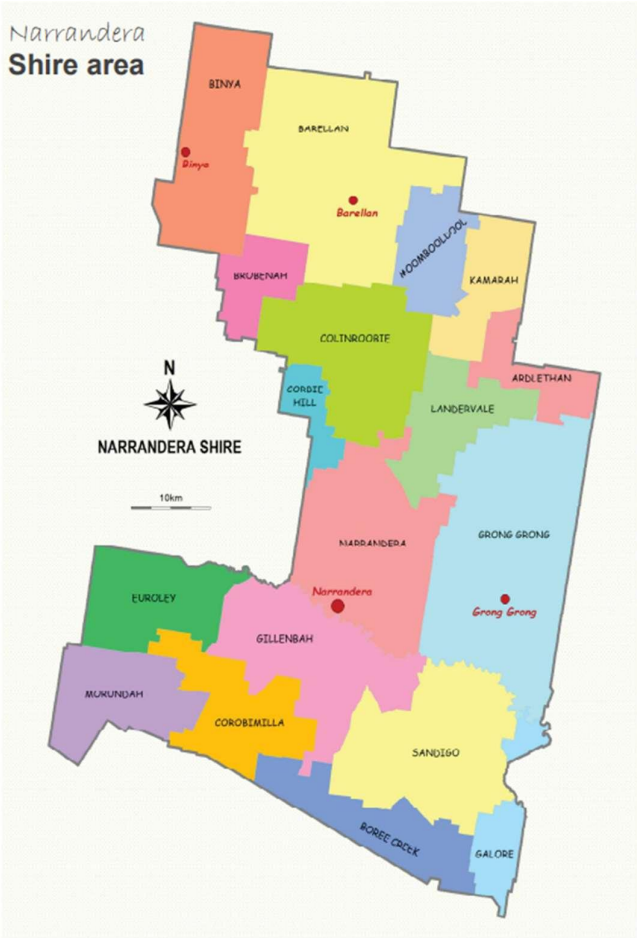 Narrandera
Shire area
BINYA
BARELLAN
Binya
Barellan
MOOMBOOLDOOL
BRUBENAH
KAMARAH
COLINROOBIE
N
CORBIE
HILL
ARDLETHAN
LANDERVALE
NARRANDERA SHIRE
10km
GRONG GRONG
NARRANDERA
EUROLEY
Narrandera
Grong Grong
GILLENBAH
MURUNDAH
COROBIMILLA
SANDIGO
BOREE CREEK
GALORE